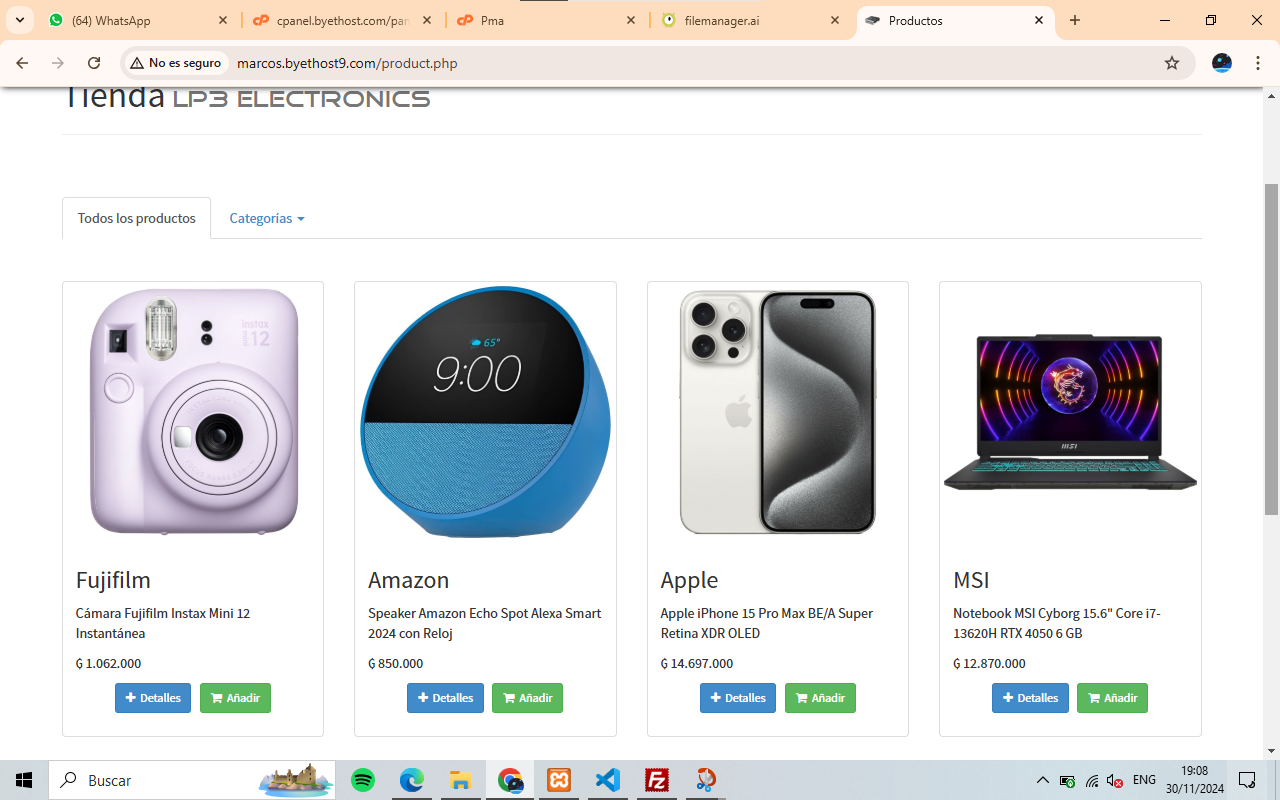 (64) WhatsApp
cpanel.byethost.com/pan
Pma
filemanager.ai
Productos
No es seguro
marcos.byethost9.com/product.php
Tienda LP3 ELECTRONICS
Todos los productos
Categorias
instax
12
65°
9:00
msi
Fujifilm
Amazon
Apple
MSI
Cámara Fujifilm Instax Mini 12
Instantánea
Speaker Amazon Echo Spot Alexa Smart
2024 con Reloj
Apple iPhone 15 Pro Max BE/A Super
Retina XDR OLED
Notebook MSI Cyborg 15.6" Core i7-
13620H RTX 4050 6 GB
₲ 1.062.000
₲ 850.000
₲ 14.697.000
₲ 12.870.000
Detalles
Añadir
Detalles
Añadir
Detalles
Añadir
Detalles
Añadir
Buscar
ENG
19:08
30/11/2024